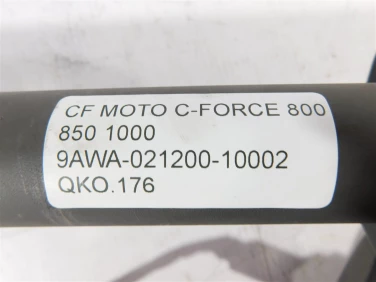 CF MOTO C-FORCE 800
850 1000
9AWA-021200-10002
QKO.176